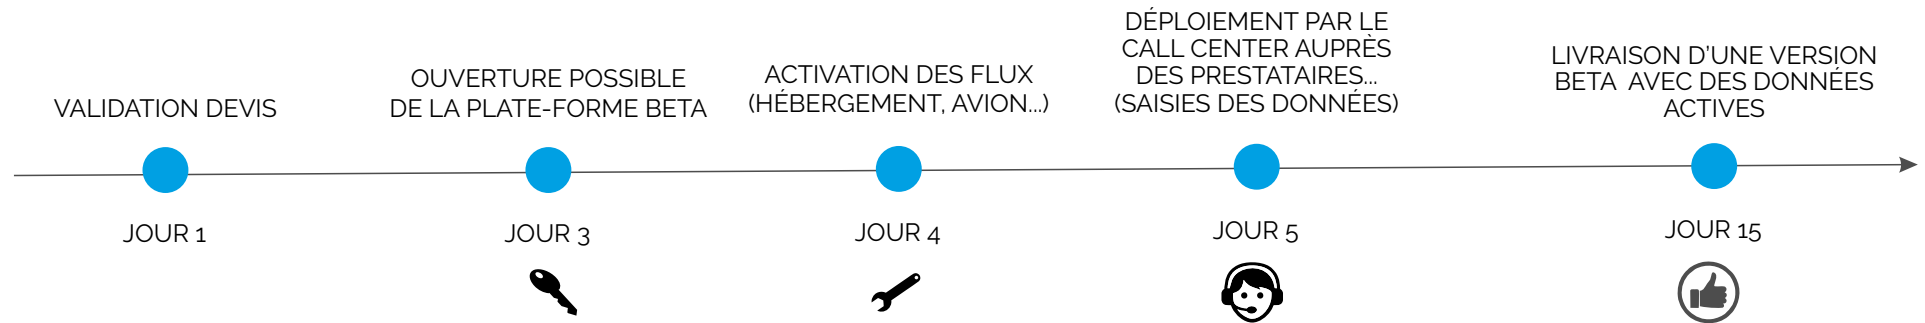 VALIDATION DEVIS
JOUR 1
OUVERTURE POSSIBLE
DE LA PLATE-FORME BETA
JOUR 3
ACTIVATION DES FLUX
(HÉBERGEMENT, AVION...)
JOUR 4
DÉPLOIEMENT PAR LE
CALL CENTER AUPRÈS
DES PRESTATAIRES...
(SAISIES DES DONNÉES)
JOUR 5
LIVRAISON D'UNE VERSION
BETA AVEC DES DONNÉES
ACTIVES
JOUR 15